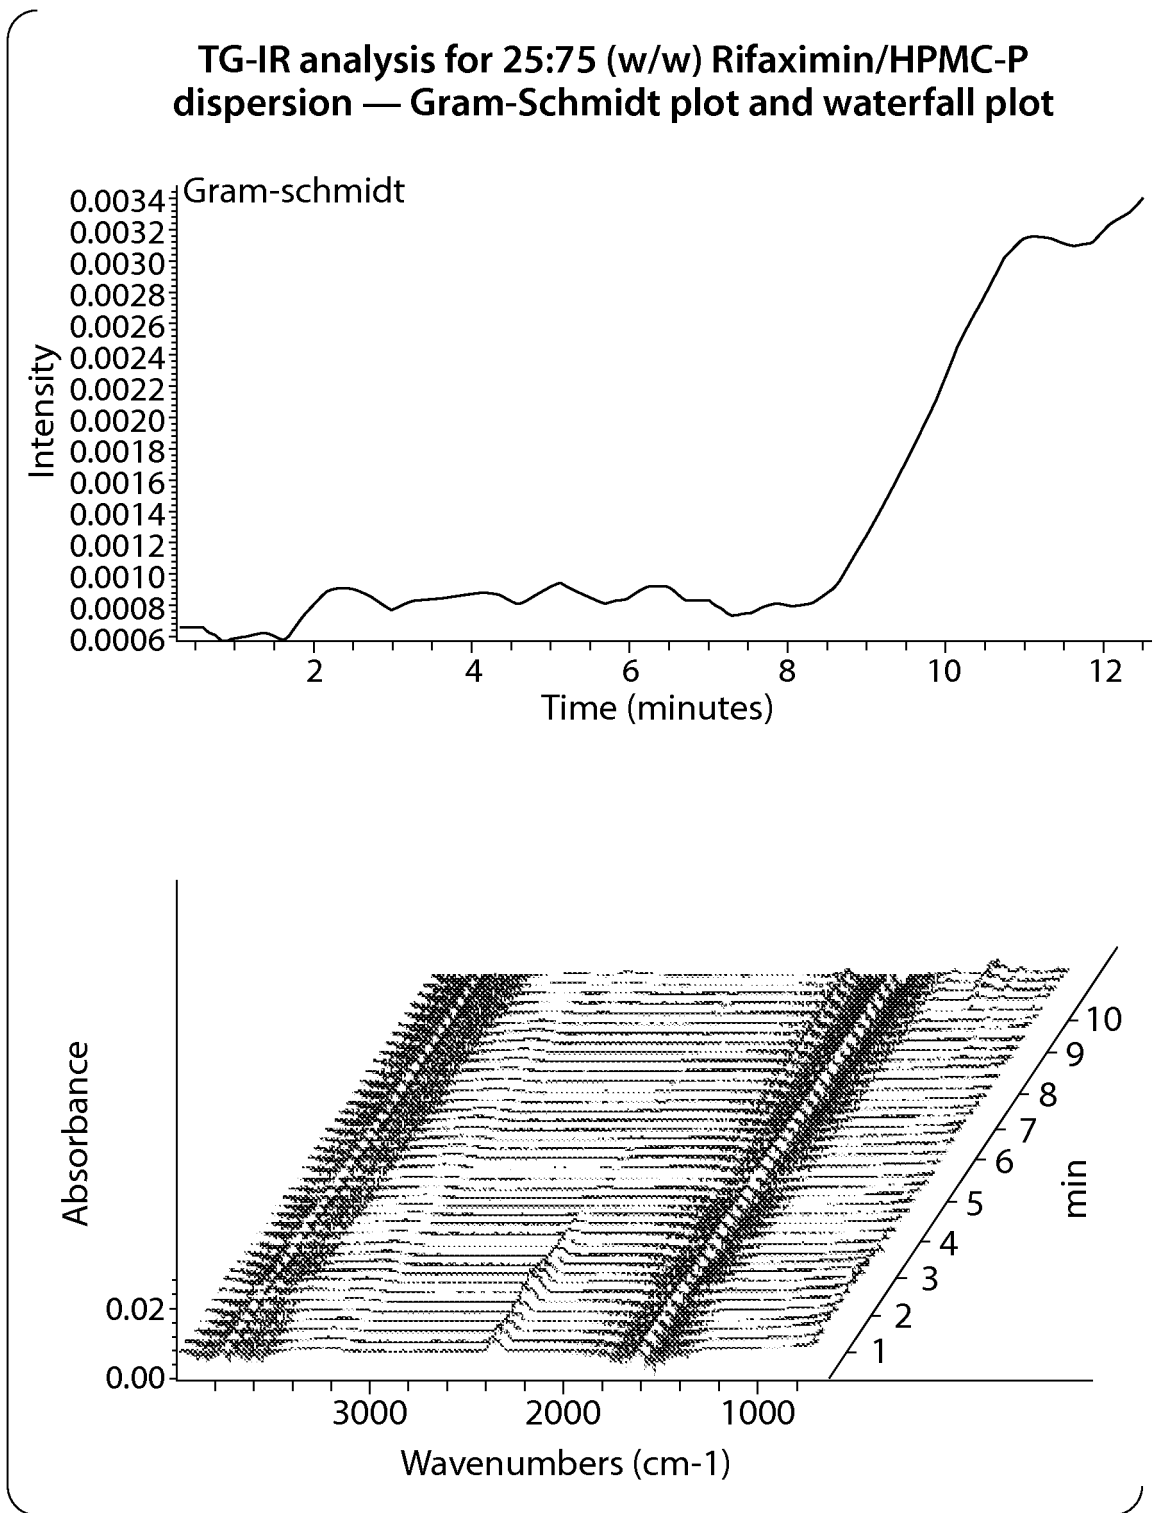 TG-IR analysis for 25:75 (w/w) Rifaximin/HPMC-P
dispersion — Gram-Schmidt plot and waterfall plot
Gram-schmidt
0.0034
0.0032
0.0030
0.0028
0.0026
0.0024
0.0022
0.0020
0.0018
0.0016
0.0014
0.0012
0.0010
0.0008
0.0006
Intensity
2 4 6 8 10 12
Time (minutes)
Absorbance
0.02
0.00
10
9
8
7
6
5
4
3
2
1
min
3000 2000 1000
Wavenumbers (cm-1)